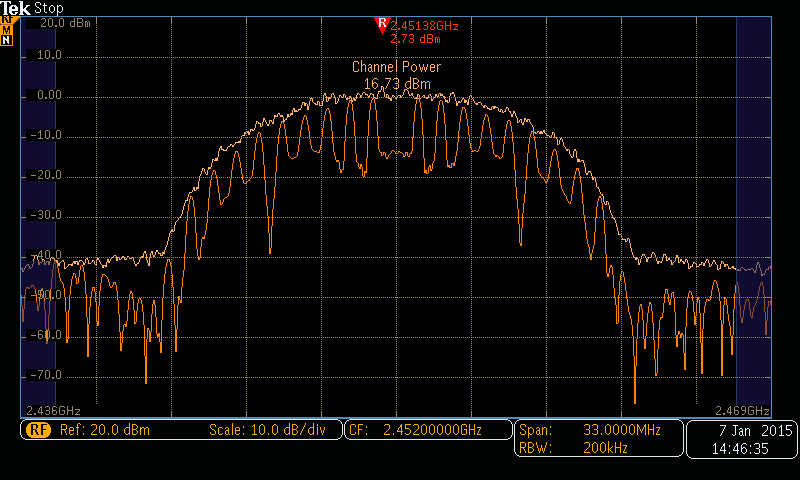 Tek Stop
RF
M
N
20.0 dBm
R
2.45138GHz
2.73 dBm
10.0
Channel Power
16.73 dBm
0.00
-10.0
-20.0
-30.0
-40.0
-50.0
-60.0
-70.0
2.436GHz
2.469GHz
RF Ref: 20.0 dBm Scale: 10.0 dB/div CF: 2.45200000GHz Span: 33.0000MHz 7 Jan 2015
RBW: 200kHz 14:46:35